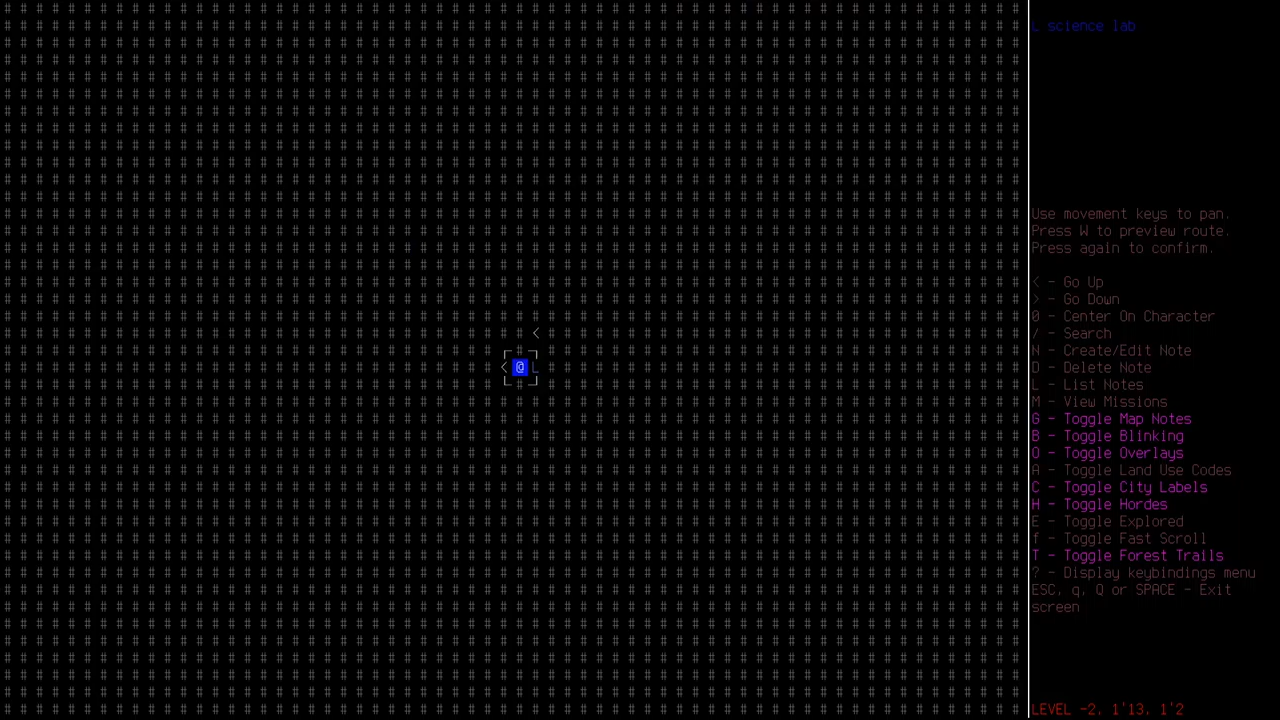 L science lab
Use movement keys to pan.
Press W to preview route.
Press again to confirm.
< - Go Up
> - Go Down
0 - Center On Character
/ - Search
N - Create/Edit Note
D - Delete Note
L - List Notes
M - View Missions
G - Toggle Map Notes
B - Toggle Blinking
O - Toggle Overlays
A - Toggle Land Use Codes
C - Toggle City Labels
H - Toggle Hordes
E - Toggle Explored
f - Toggle Fast Scroll
T - Toggle Forest Trails
? - Display keybindings menu
ESC, q, Q or SPACE - Exit
screen
<
< @ L
LEVEL -2, 1'13, 1'2